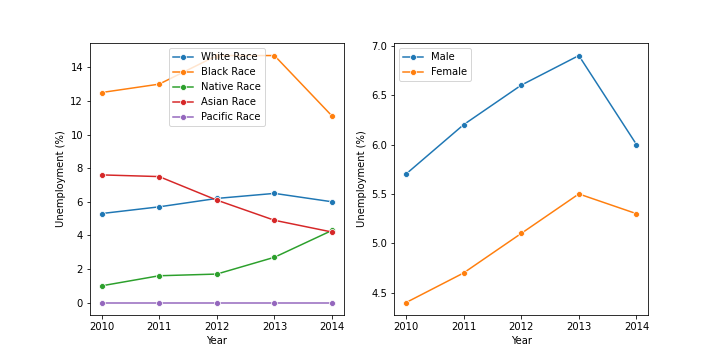 White Race
Black Race
Native Race
Asian Race
Pacific Race
Unemployment (%)
14
12
10
8
6
4
2
0
2010 2011 2012 2013 2014
Year
Male
Female
Unemployment (%)
7.0
6.5
6.0
5.5
5.0
4.5
2010 2011 2012 2013 2014
Year